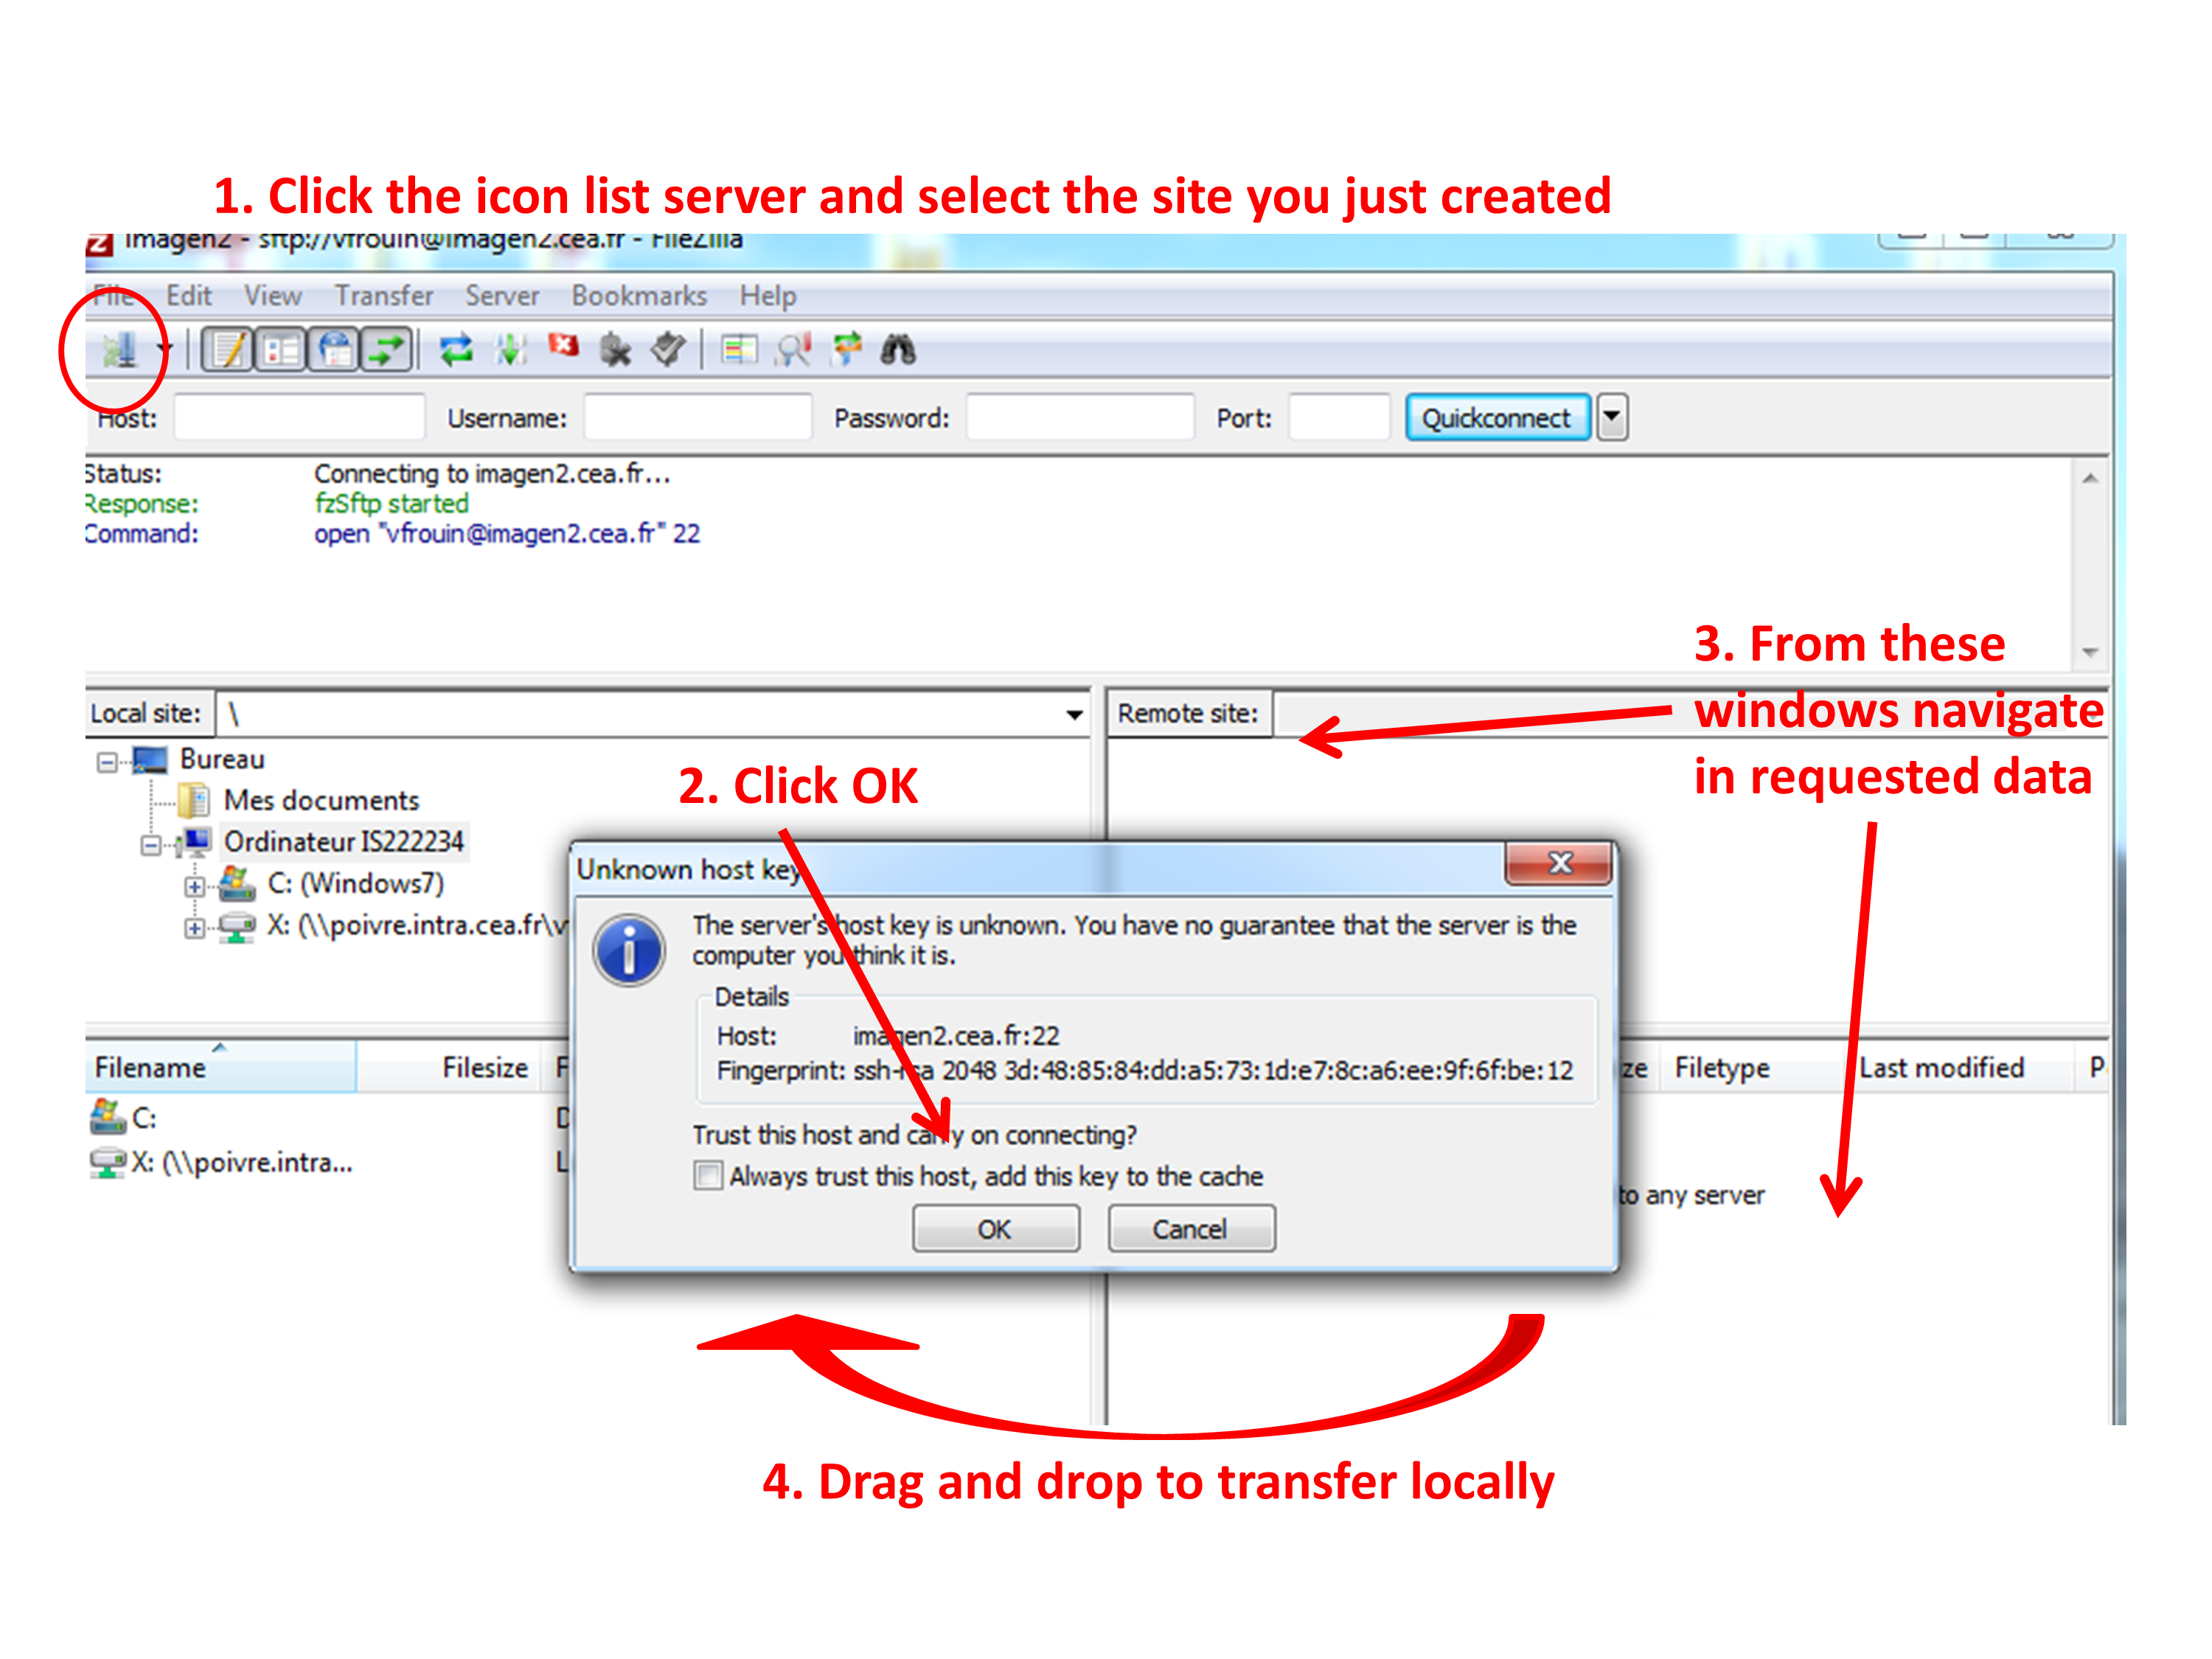 1. Click the icon list server and select the site you just created
imagen2 - sftp://vfrouin@imagen2.cea.fr - FileZilla
File Edit View Transfer Server Bookmarks Help
Host: Username: Password: Port: Quickconnect
Status: Connecting to imagen2.cea.fr...
Response: fzSftp started
Command: open "vfrouin@imagen2.cea.fr" 22
3. From these
windows navigate
in requested data
Local site: \
Remote site:
Bureau
Mes documents
Ordinateur IS222234
C: (Windows7)
X: (\\poivre.intra.cea.fr\v
2. Click OK
Unknown host key
The server's host key is unknown. You have no guarantee that the server is the
computer you think it is.
Details
Host: imagen2.cea.fr:22
Fingerprint: ssh-rsa 2048 3d:48:85:84:dd:a5:73:1d:e7:8c:a6:ee:9f:6f:be:12
Trust this host and carry on connecting?
Always trust this host, add this key to the cache
OK Cancel
Filename Filesize F
C: D
X: (\\poivre.intra... L
ze Filetype Last modified P
to any server
4. Drag and drop to transfer locally